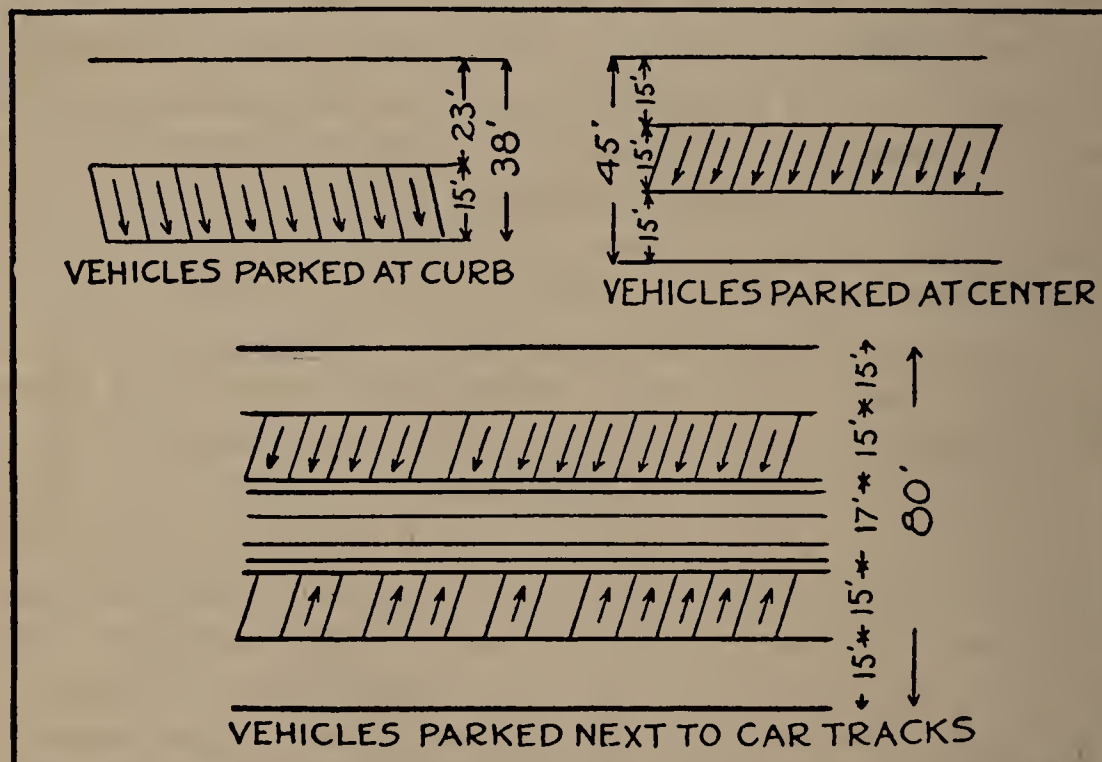 23'
15'
38'
VEHICLES PARKED AT CURB
45'
15'
15'
15'
VEHICLES PARKED AT CENTER
15' * 15' * 17' * 15' * 15'
80'
VEHICLES PARKED NEXT TO CAR TRACKS